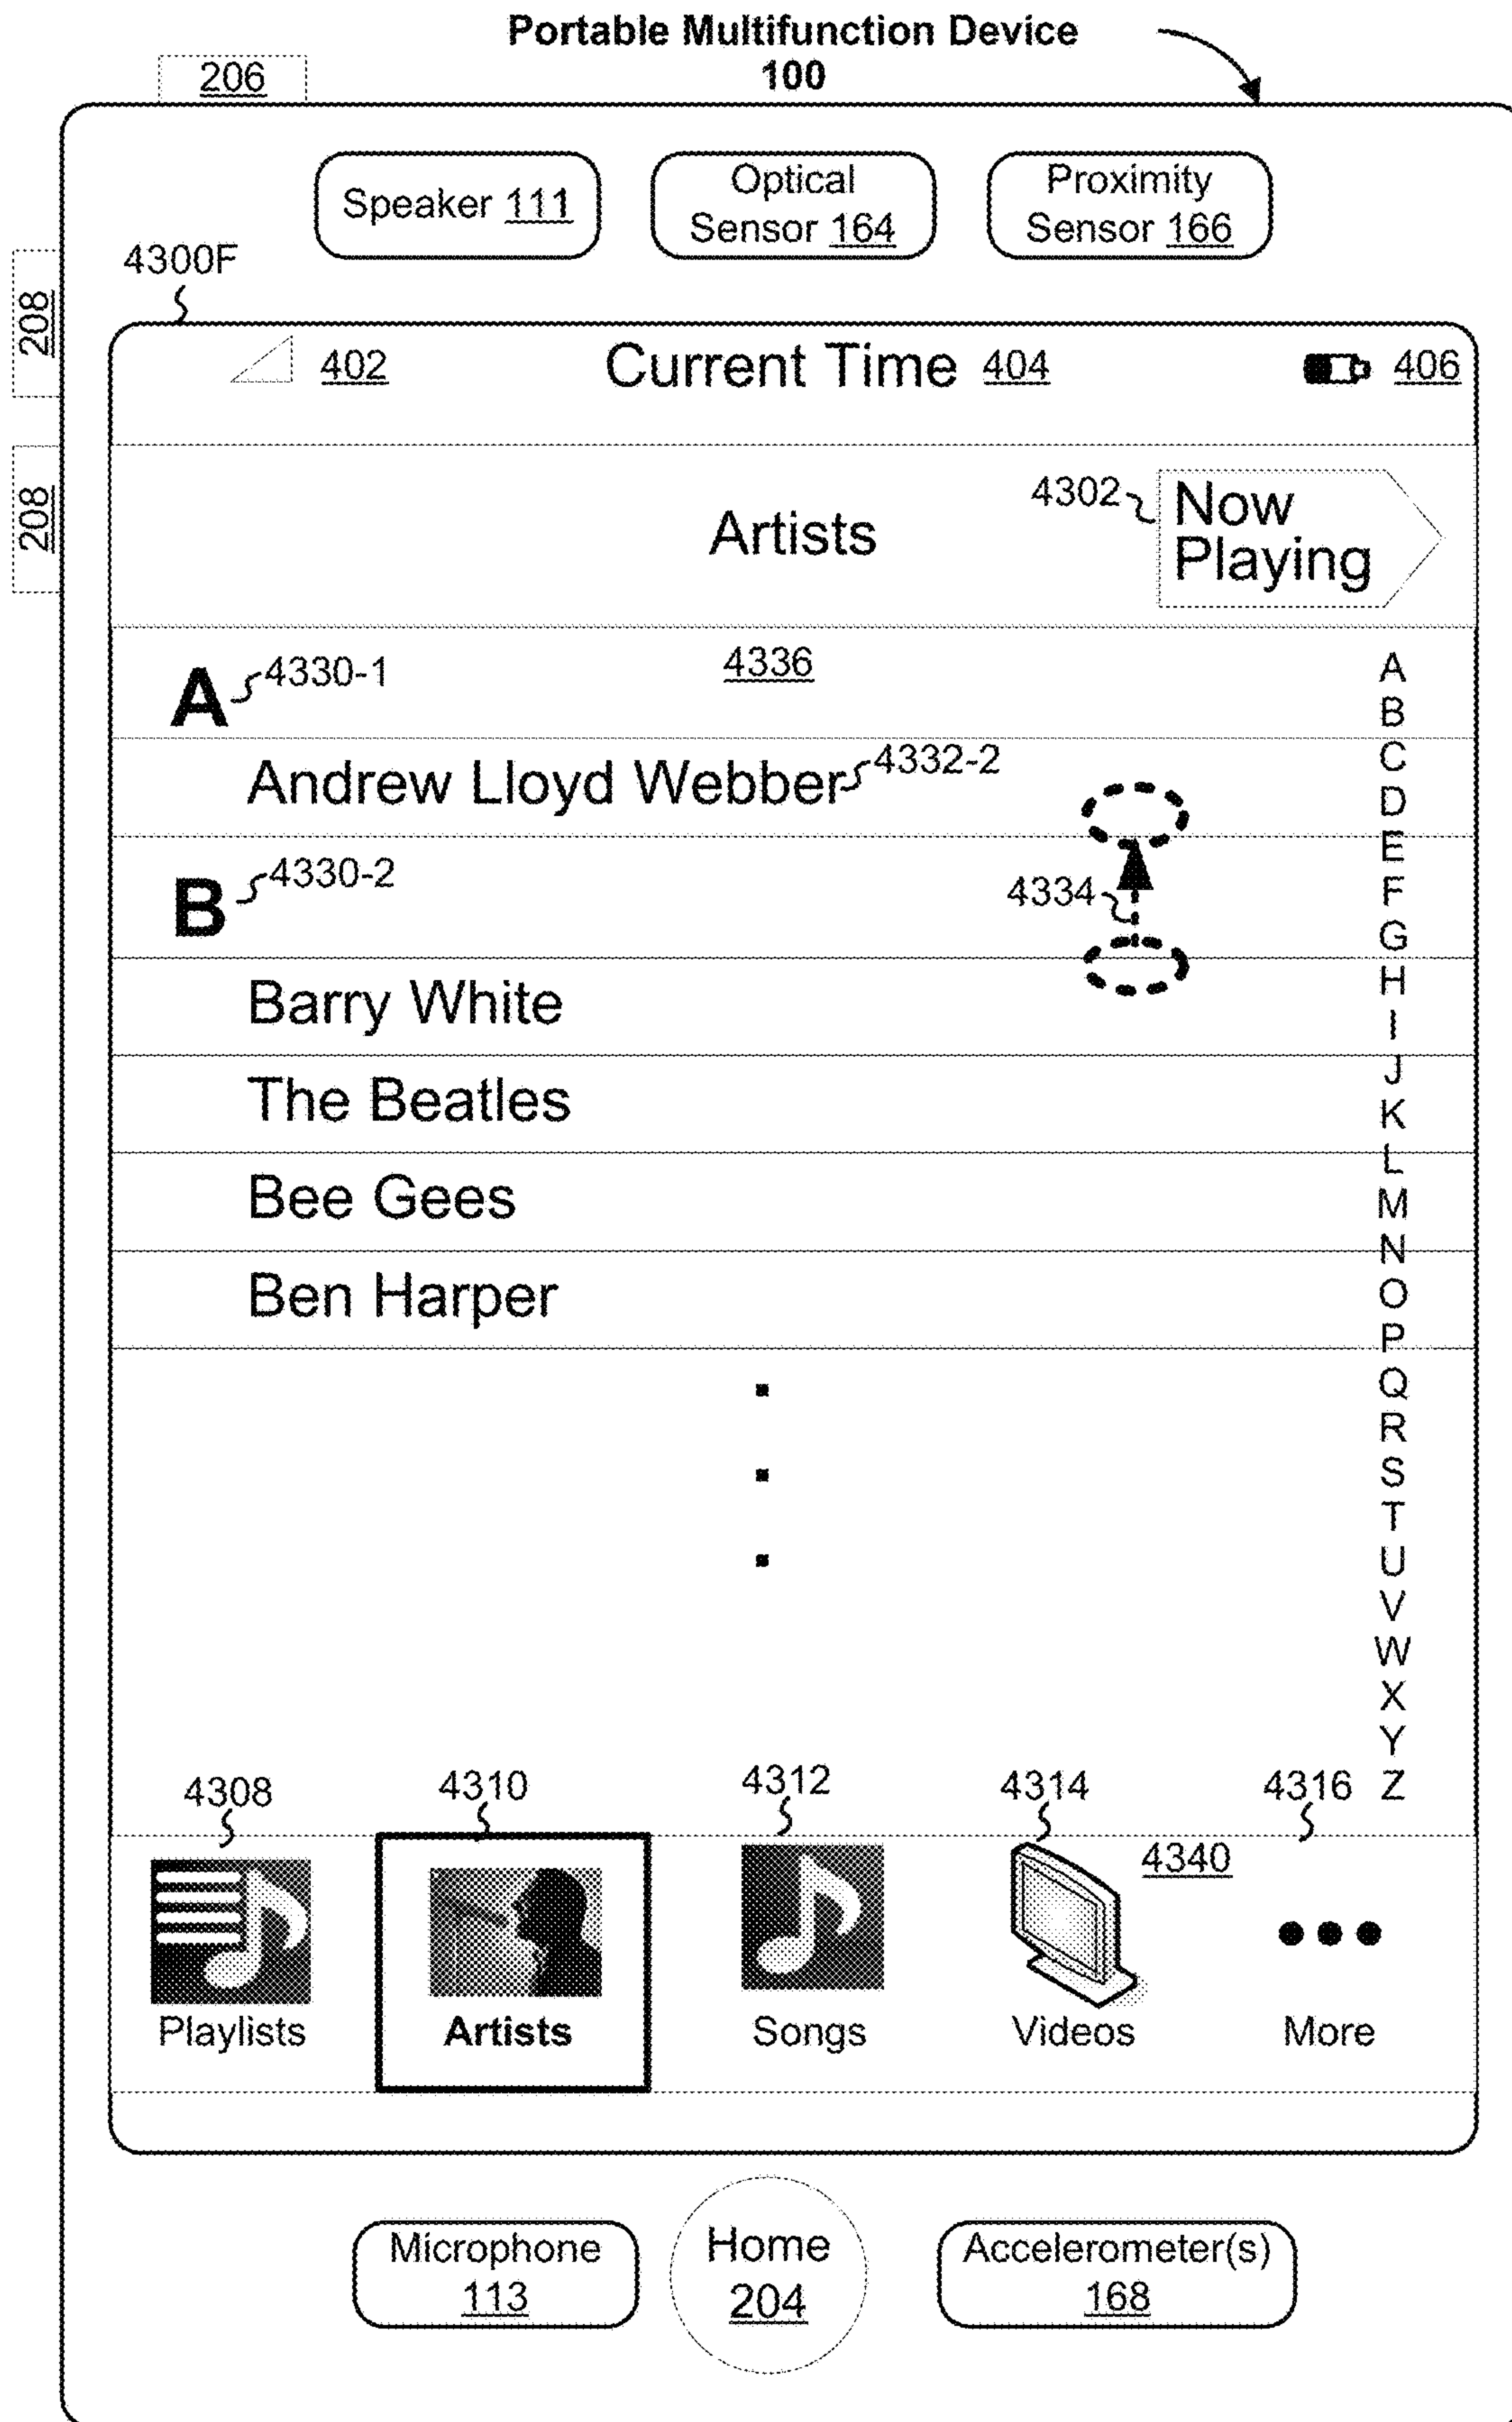 Portable Multifunction Device
100
206
Speaker 111
Optical
Sensor 164
Proximity
Sensor 166
4300F
208
208
402
Current Time 404
406
Artists
4302
Now
Playing
A
4330-1
4336
Andrew Lloyd Webber
4332-2
B
4330-2
4334
Barry White
The Beatles
Bee Gees
Ben Harper
A
B
C
D
E
F
G
H
I
J
K
L
M
N
O
P
Q
R
S
T
U
V
W
X
Y
Z
4308
4310
4312
4314
4316
4340
Playlists
Artists
Songs
Videos
More
Microphone
113
Home
204
Accelerometer(s)
168